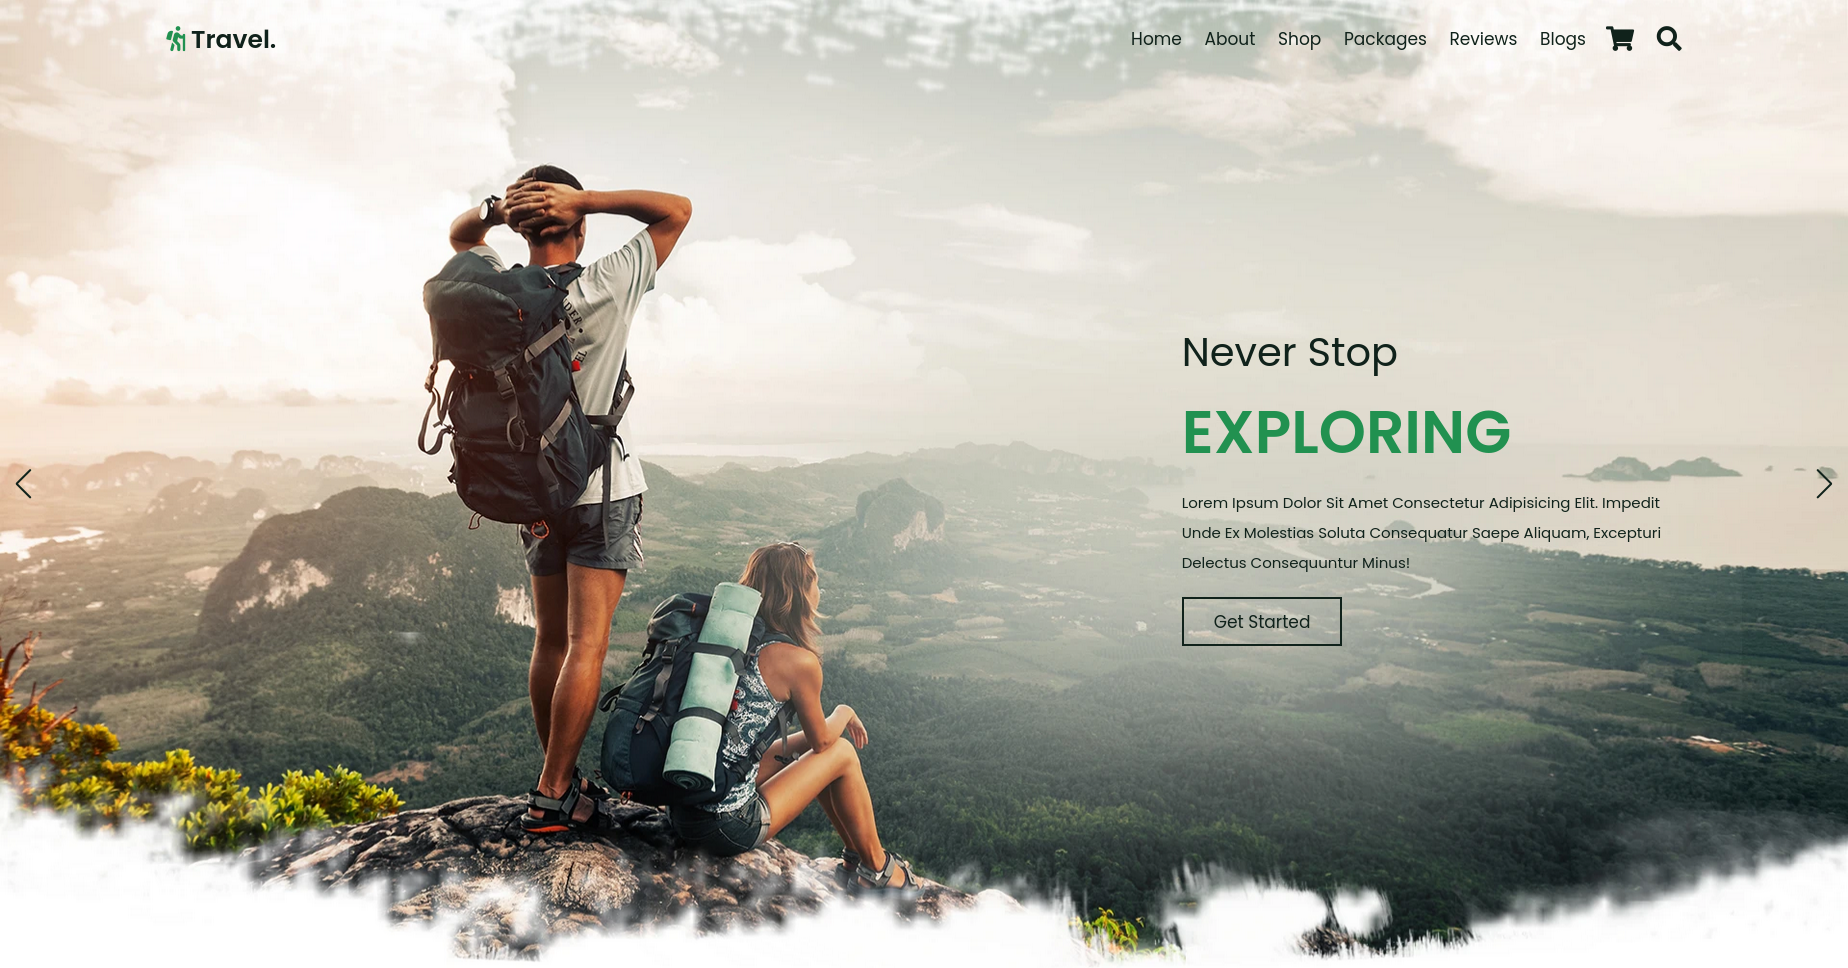 Travel.
Home About Shop Packages Reviews Blogs
Never Stop
EXPLORING
Lorem Ipsum Dolor Sit Amet Consectetur Adipisicing Elit. Impedit
Unde Ex Molestias Soluta Consequatur Saepe Aliquam, Excepturi
Delectus Consequuntur Minus!
Get Started